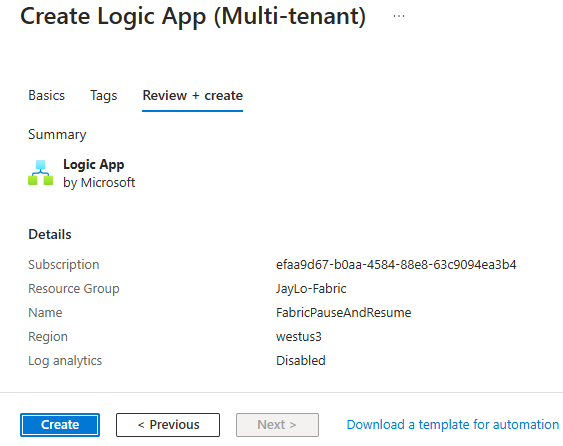 Create Logic App (Multi-tenant) ...
Basics Tags Review + create
Summary
Logic App
by Microsoft
Details
Subscription efaa9d67-b0aa-4584-88e8-63c9094ea3b4
Resource Group JayLo-Fabric
Name FabricPauseAndResume
Region westus3
Log analytics Disabled
Create < Previous Next > Download a template for automation